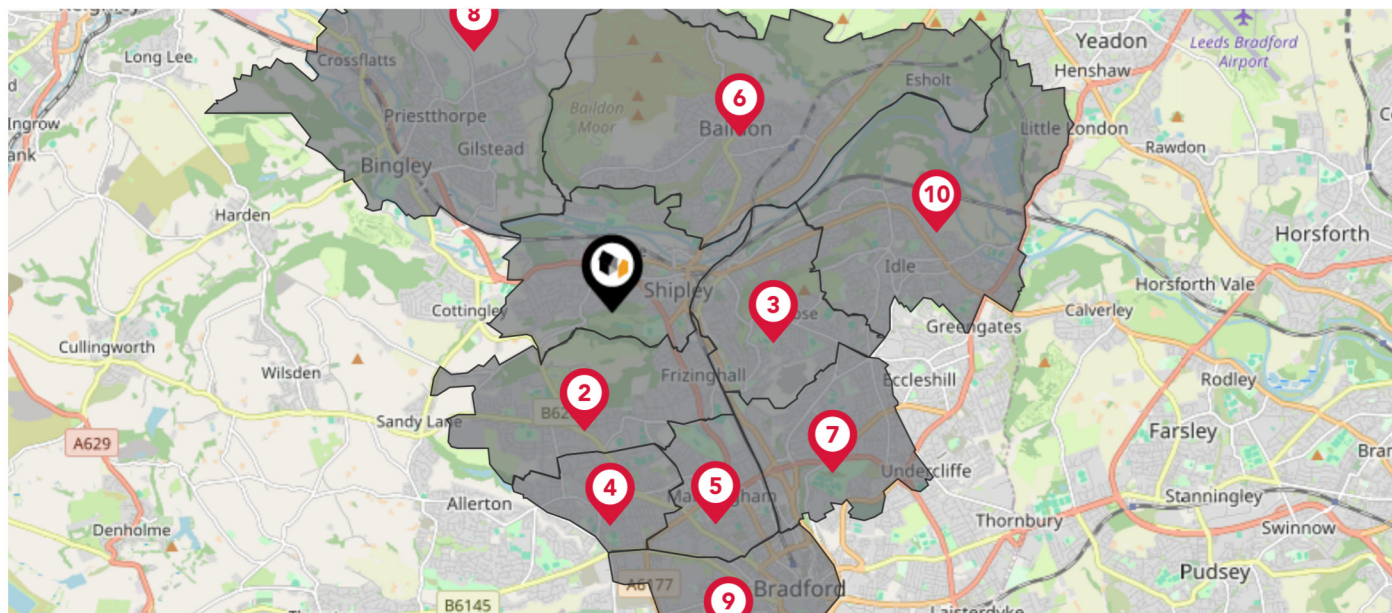 8
Long Lee
Crossflatts
Yeadon
Leeds Bradford
Airport
Henshaw
Esholt
6
Baildon
Moor
Baildon
Priestthorpe
Ingrow
Gilstead
Little London
Rawdon
Bingley
10
Harden
Horsforth
Idle
Shipley
Horsforth Vale
3
Cottingley
Calverley
Greengates
Cullingworth
Wilsden
Frizinghall
Eccleshill
Rodley
2
Sandy Lane
7
Farsley
A629
Undercliffe
4
5
Allerton
Stanningley
Denholme
Thornbury
Swinnow
A6177
Bradford
Pudsey
9
B6145
Laisterdyke